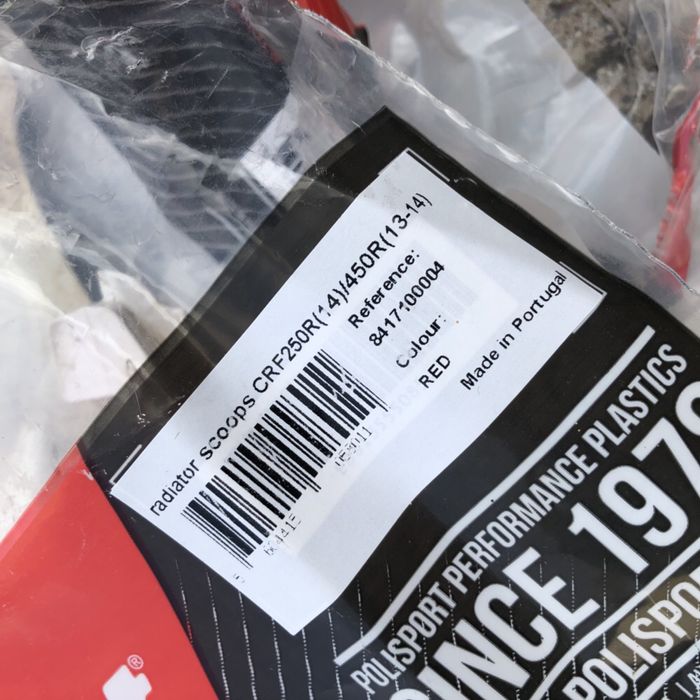 radiator scoops CRF250R(14)/450R(13-14)
Reference:
8417100004
Colour:
RED
Made in Portugal
POLISPORT PERFORMANCE PLASTICS
SINCE 197
POLISPO
®